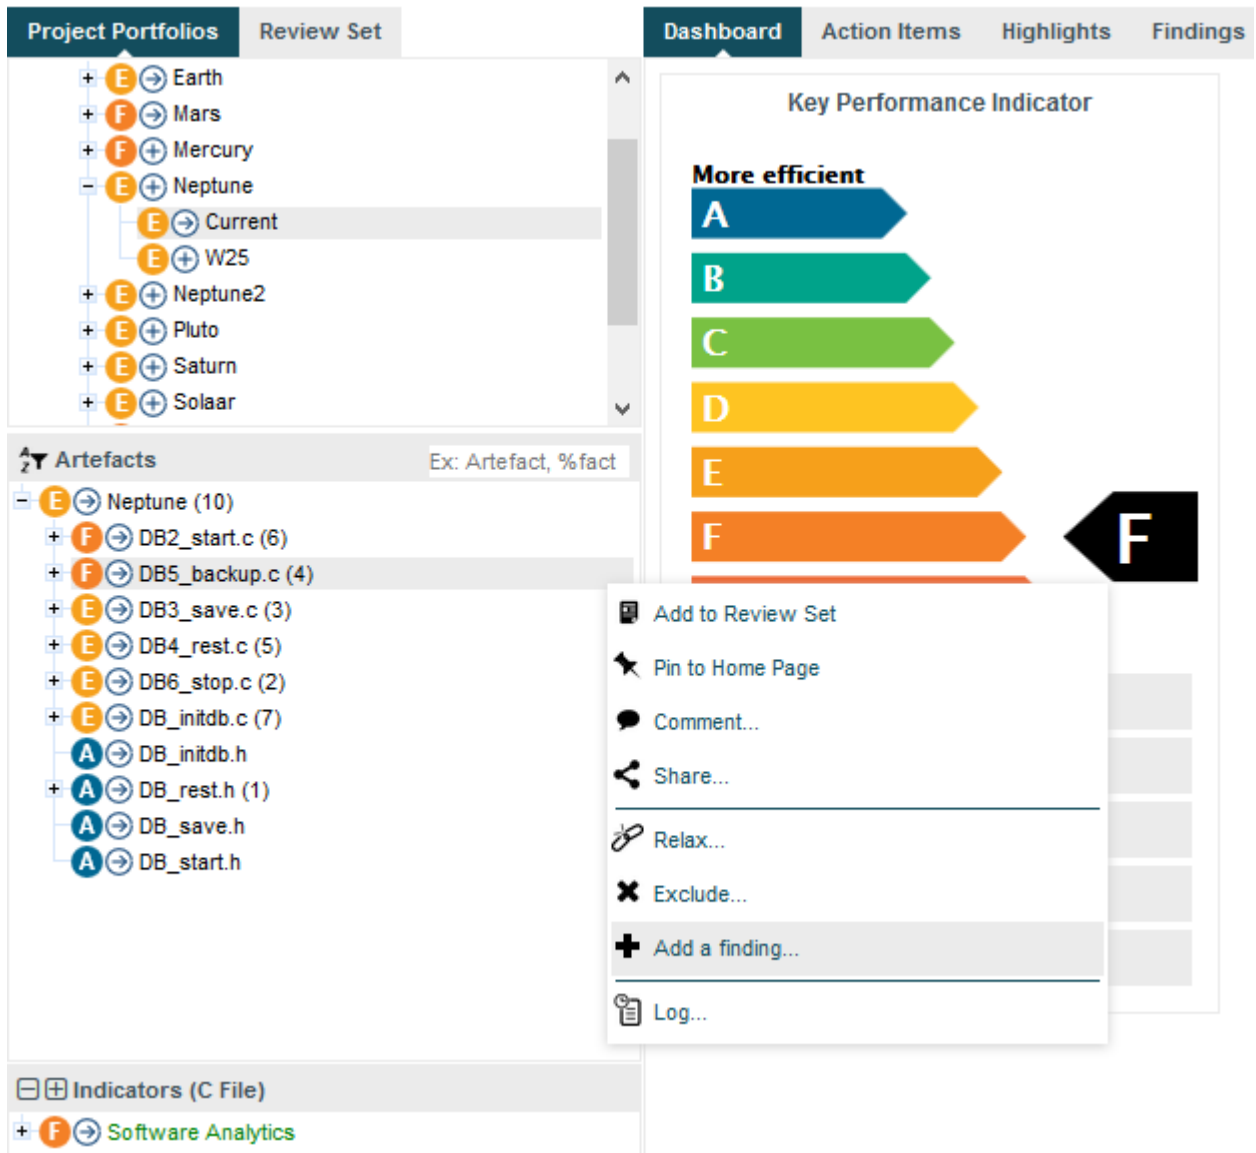 Project Portfolios
Review Set
E Earth
F Mars
F Mercury
E Neptune
E Current
E W25
E Neptune2
E Pluto
E Saturn
E Solaar
Artefacts
Ex: Artefact, %fact
E Neptune (10)
F DB2_start.c (6)
F DB5_backup.c (4)
E DB3_save.c (3)
E DB4_rest.c (5)
E DB6_stop.c (2)
E DB_initdb.c (7)
A DB_initdb.h
A DB_rest.h (1)
A DB_save.h
A DB_start.h
Indicators (C File)
F Software Analytics
Dashboard
Action Items
Highlights
Findings
Key Performance Indicator
More efficient
A
B
C
D
E
F
F
Add to Review Set
Pin to Home Page
Comment...
Share...
Relax...
Exclude...
Add a finding...
Log...